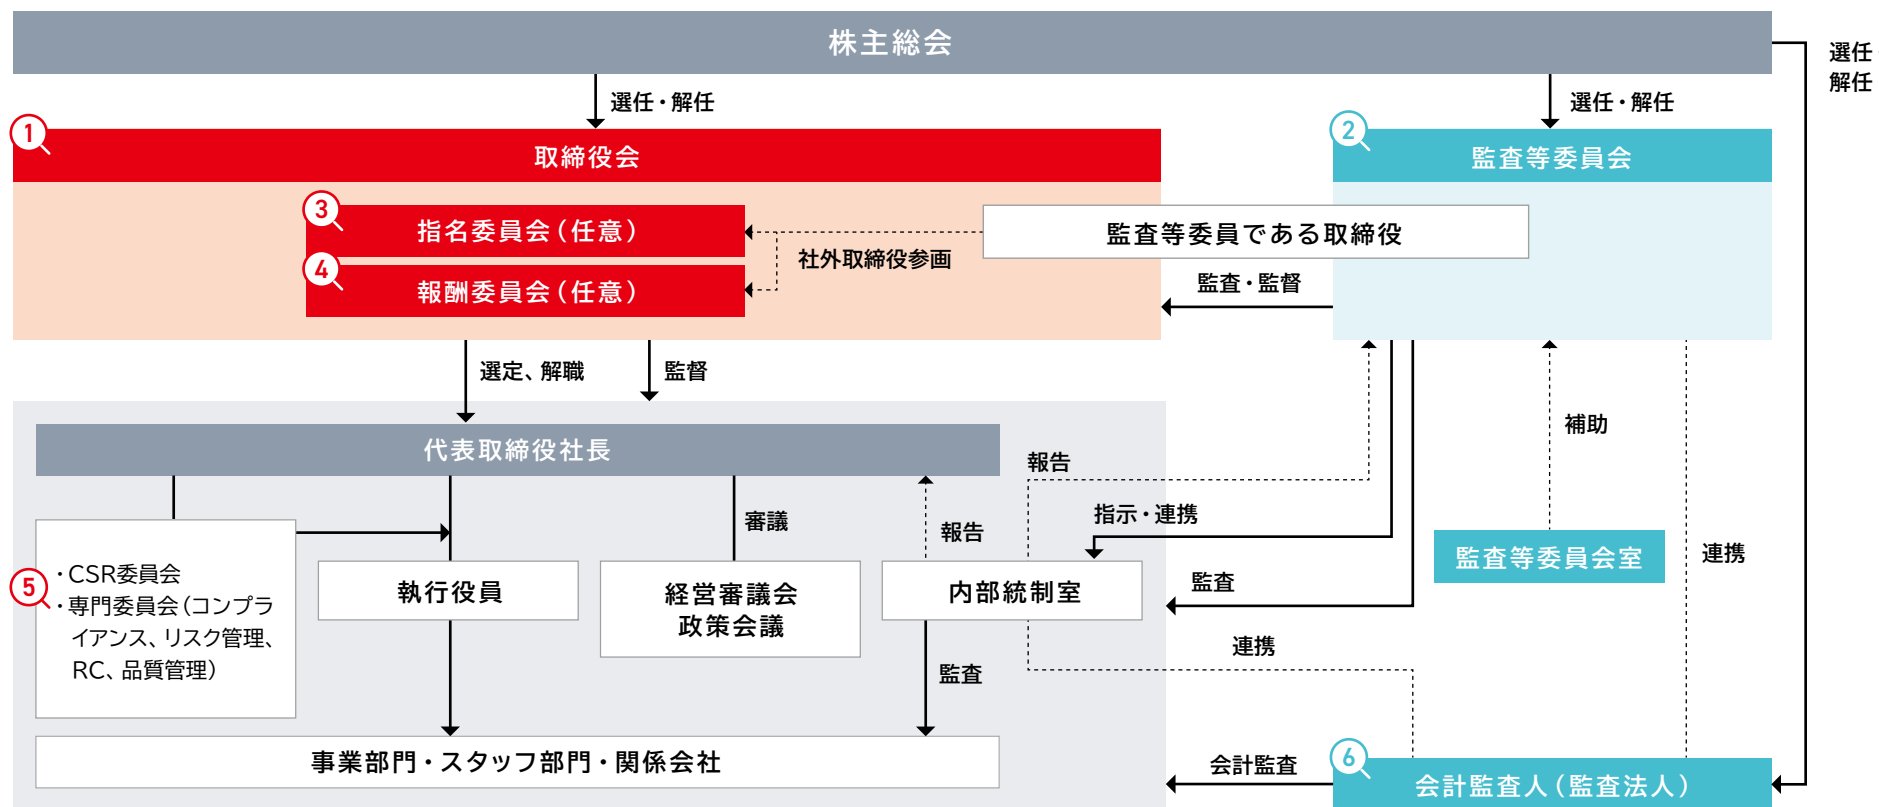 株主総会
選任・
解任
選任・解任
選任・解任
1
取締役会
2
監査等委員会
3
指名委員会（任意）
監査等委員である取締役
社外取締役参画
4
報酬委員会（任意）
監査・監督
選定、解職
監督
補助
代表取締役社長
報告
審議
報告
指示・連携
監査等委員会室
連携
5
・CSR委員会
・専門委員会（コンプラ
イアンス、リスク管理、
RC、品質管理）
執行役員
経営審議会
政策会議
内部統制室
監査
連携
監査
事業部門・スタッフ部門・関係会社
会計監査
6
会計監査人（監査法人）